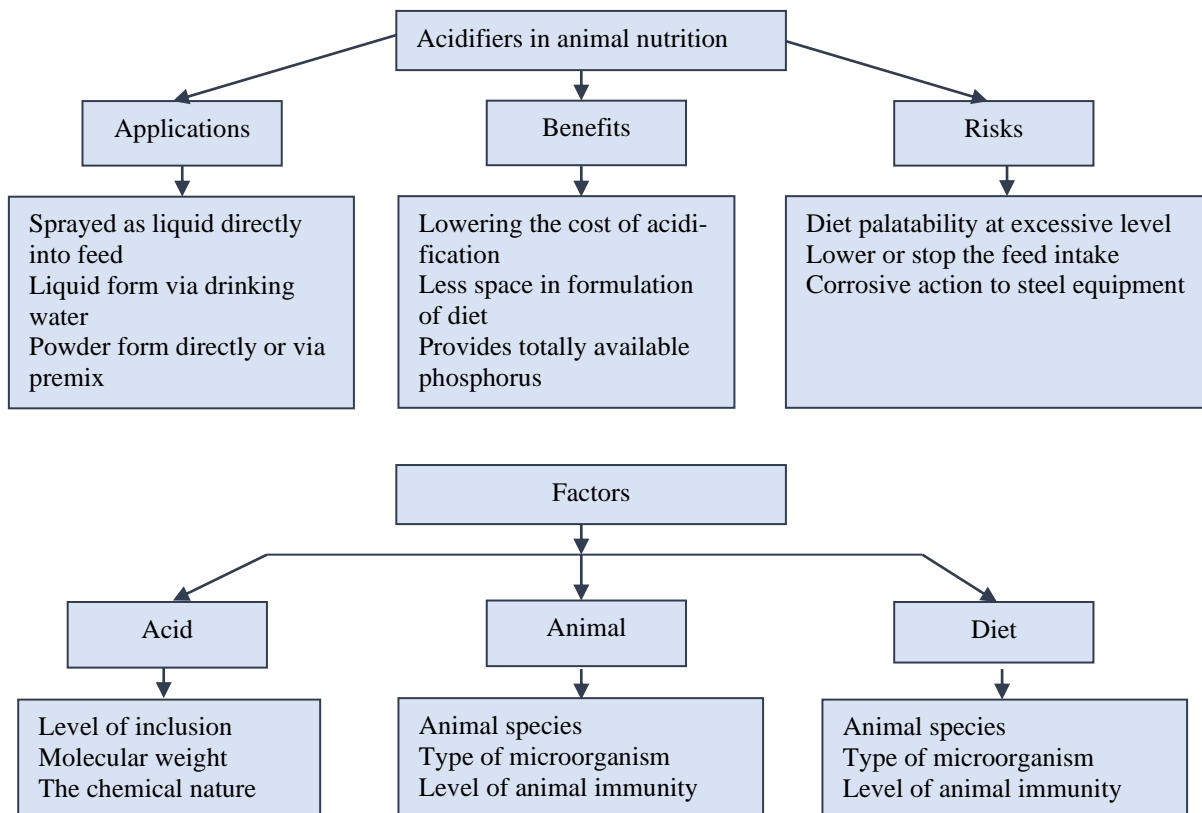 Acidifiers in animal nutrition
Applications
Benefits
Risks
Sprayed as liquid directly
into feed
Liquid form via drinking
water
Powder form directly or via
premix
Lowering the cost of acidi-
fication
Less space in formulation
of diet
Provides totally available
phosphorus
Diet palatability at excessive level
Lower or stop the feed intake
Corrosive action to steel equipment
Factors
Acid
Animal
Diet
Level of inclusion
Molecular weight
The chemical nature
Animal species
Type of microorganism
Level of animal immunity
Animal species
Type of microorganism
Level of animal immunity